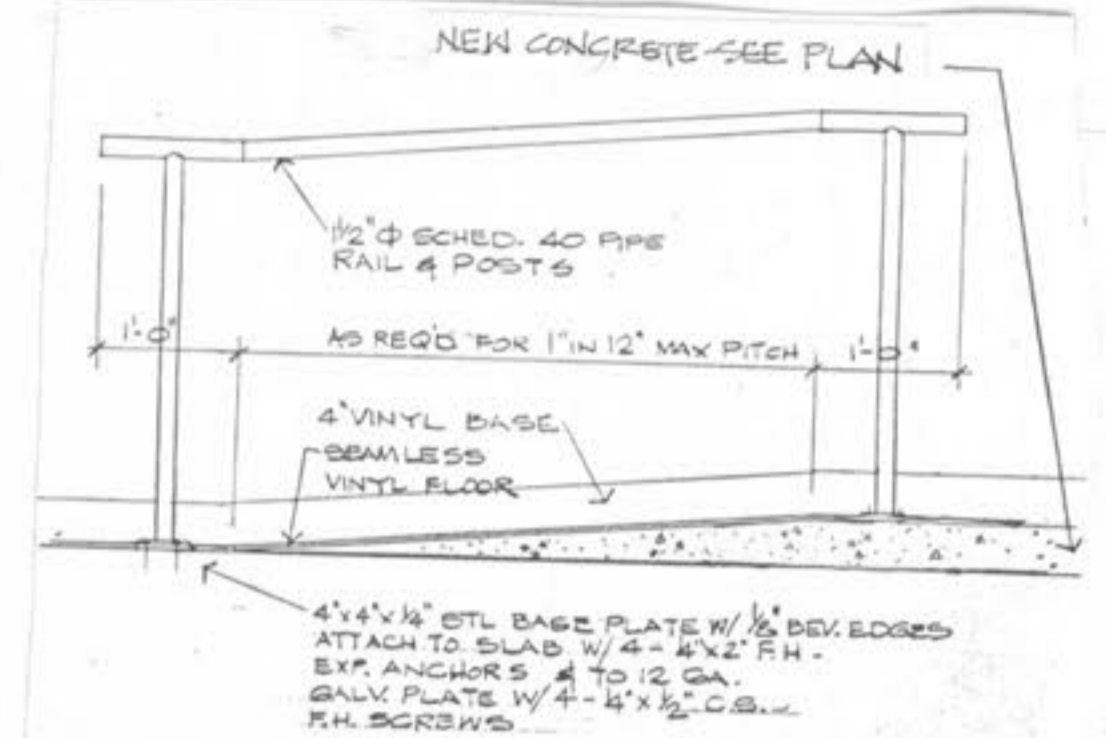 NEW CONCRETE-SEE PLAN
1½"Φ SCHED. 40 PIPE
RAIL & POSTS
1'-0"
AS REQ'D FOR 1" IN 12" MAX PITCH
1'-0"
4" VINYL BASE
SEAMLESS
VINYL FLOOR
4"x4"x¼" STL BASE PLATE W/ ⅛" BEV. EDGES
ATTACH TO SLAB W/ 4 - ¼"x2" F.H.
EXP. ANCHORS & TO 12 GA.
GALV. PLATE W/ 4 - ¼"x½" C.S.
F.H. SCREWS